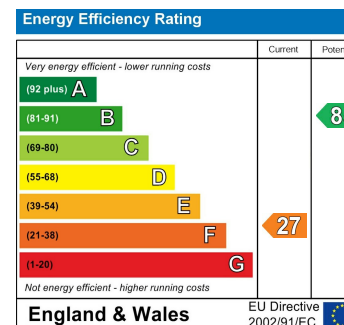 Energy Efficiency Rating
Current
Very energy efficient - lower running costs
(92 plus) A
(81-91) B
8
(69-80) C
(55-68) D
(39-54) E
(21-38) F
27
(1-20) G
Not energy efficient - higher running costs
England & Wales
EU Directive
2002/91/EC